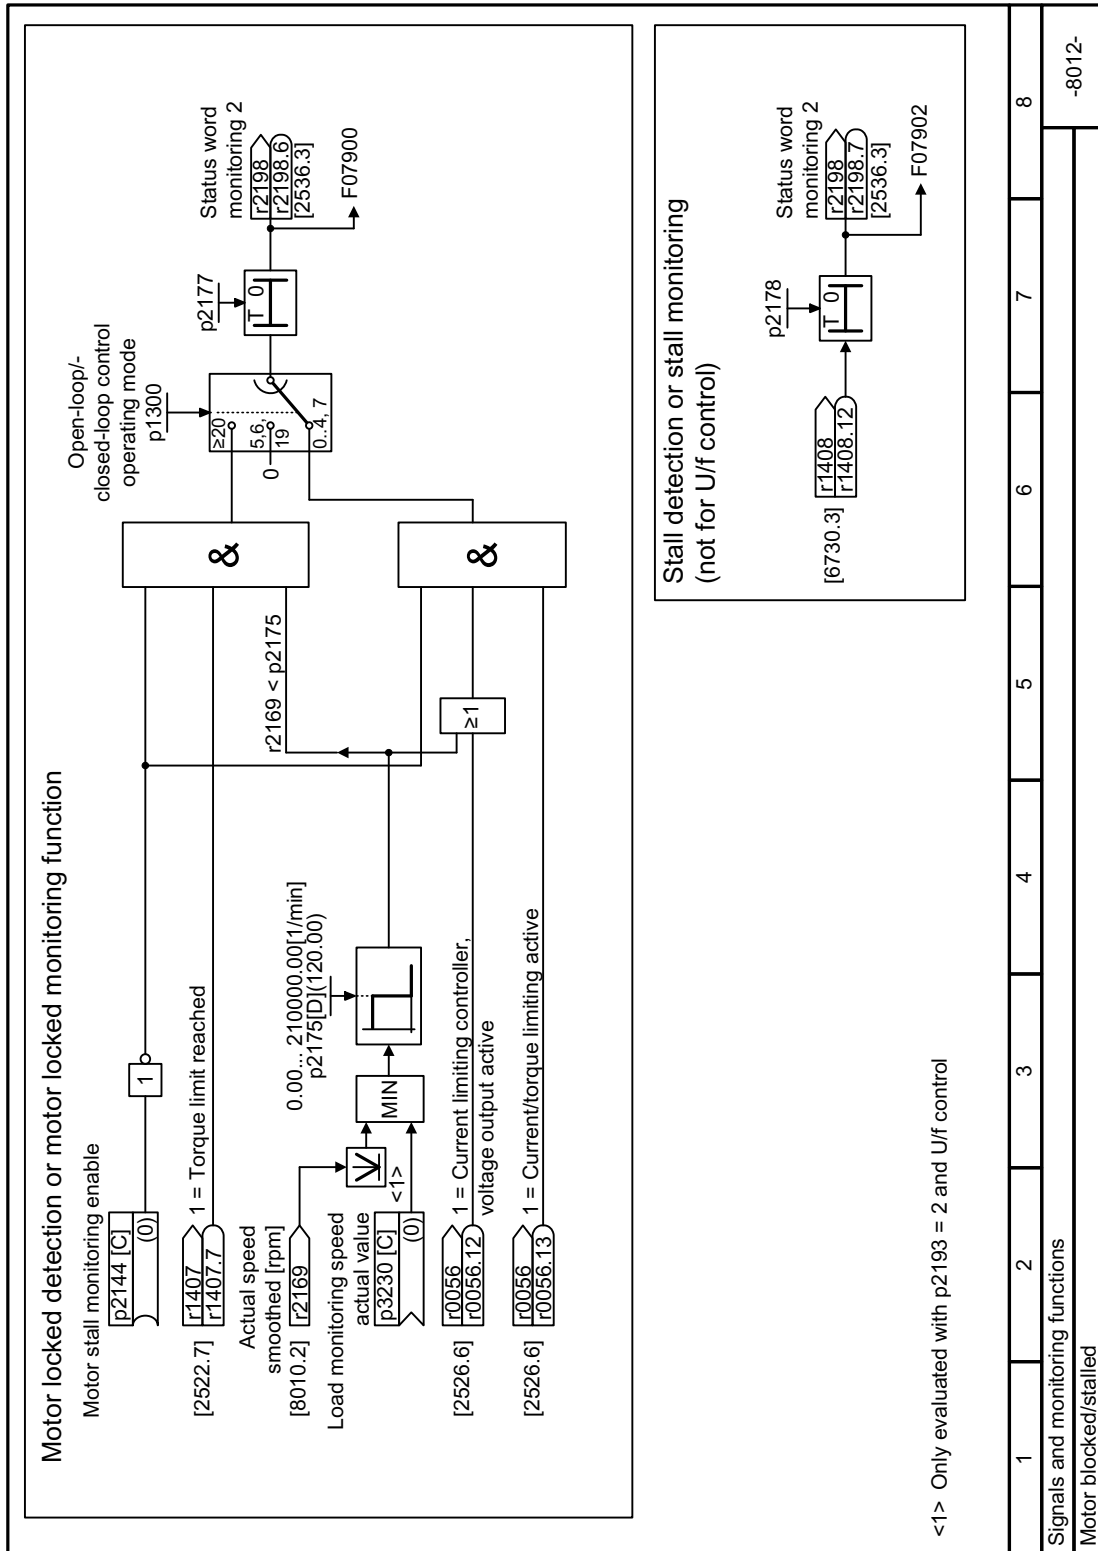 Motor locked detection or motor locked monitoring function
Motor stall monitoring enable
p2144 [C]
(0)
1
[2522.7]
r1407
r1407.7
1 = Torque limit reached
Actual speed
smoothed [rpm]
[8010.2]
r2169
Load monitoring speed
actual value
p3230 [C]
(0)
<1>
MIN
0.00... 210000.00[1/min]
p2175[D](120.00)
[2526.6]
r0056
r0056.12
1 = Current limiting controller,
voltage output active
[2526.6]
r0056
r0056.13
1 = Current/torque limiting active
r2169 < p2175
≥1
&
&
Open-loop/-
closed-loop control
operating mode
p1300
≥20
5,6,
19
0
0..4, 7
p2177
T 0
Status word
monitoring 2
r2198
r2198.6
[2536.3]
F07900
Stall detection or stall monitoring
(not for U/f control)
[6730.3]
r1408
r1408.12
p2178
T 0
Status word
monitoring 2
r2198
r2198.7
[2536.3]
F07902
<1> Only evaluated with p2193 = 2 and U/f control
1 2 3 4 5 6 7 8
Signals and monitoring functions
Motor blocked/stalled
-8012-